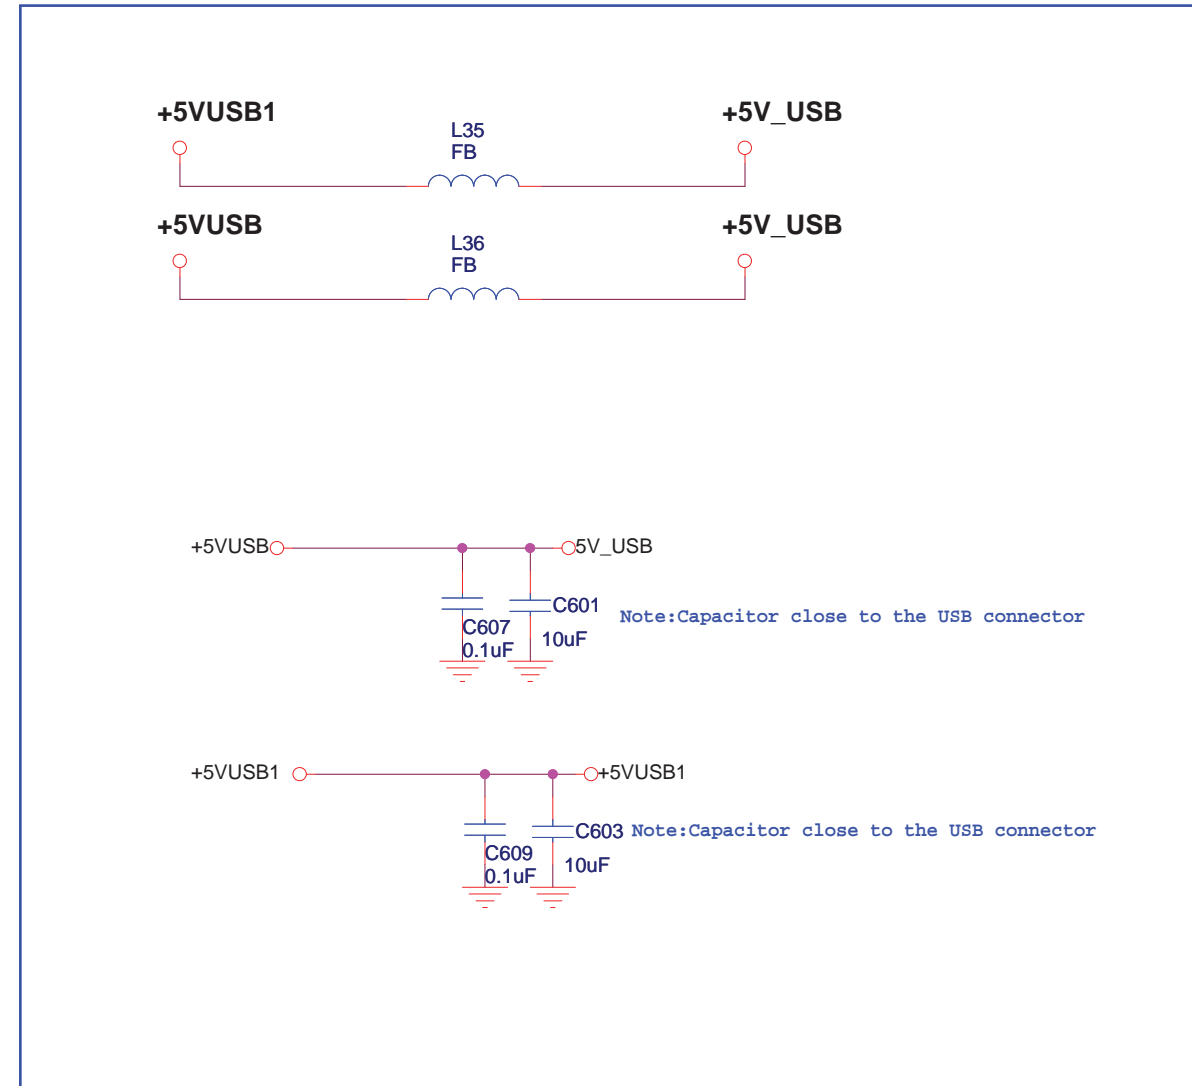 +5VUSB1
+5V_USB
L35
FB
+5VUSB
+5V_USB
L36
FB
+5VUSB
5V_USB
C601
Note:Capacitor close to the USB connector
C607
10uF
0.1uF
+5VUSB1
+5VUSB1
C603
Note:Capacitor close to the USB connector
C609
10uF
0.1uF